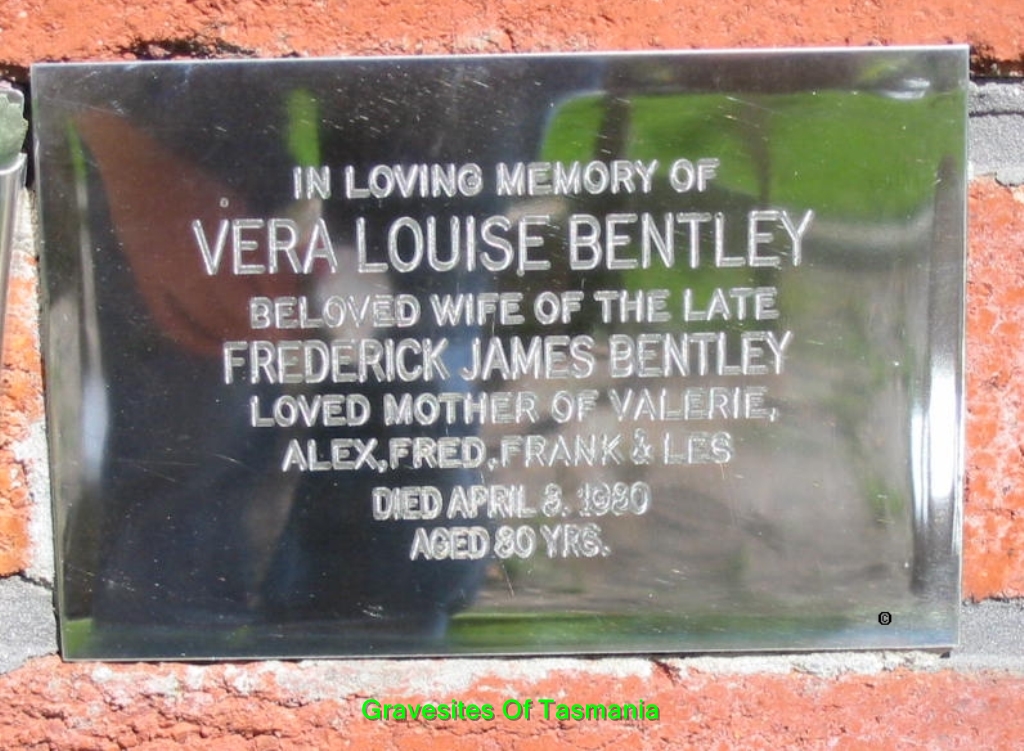 IN LOVING MEMORY OF
VERA LOUISE BENTLEY
BELOVED WIFE OF THE LATE
FREDERICK JAMES BENTLEY
LOVED MOTHER OF VALERIE,
ALEX, FRED, FRANK & LES
DIED APRIL 8. 1980
AGED 80 YRS.
©
Gravesites Of Tasmania